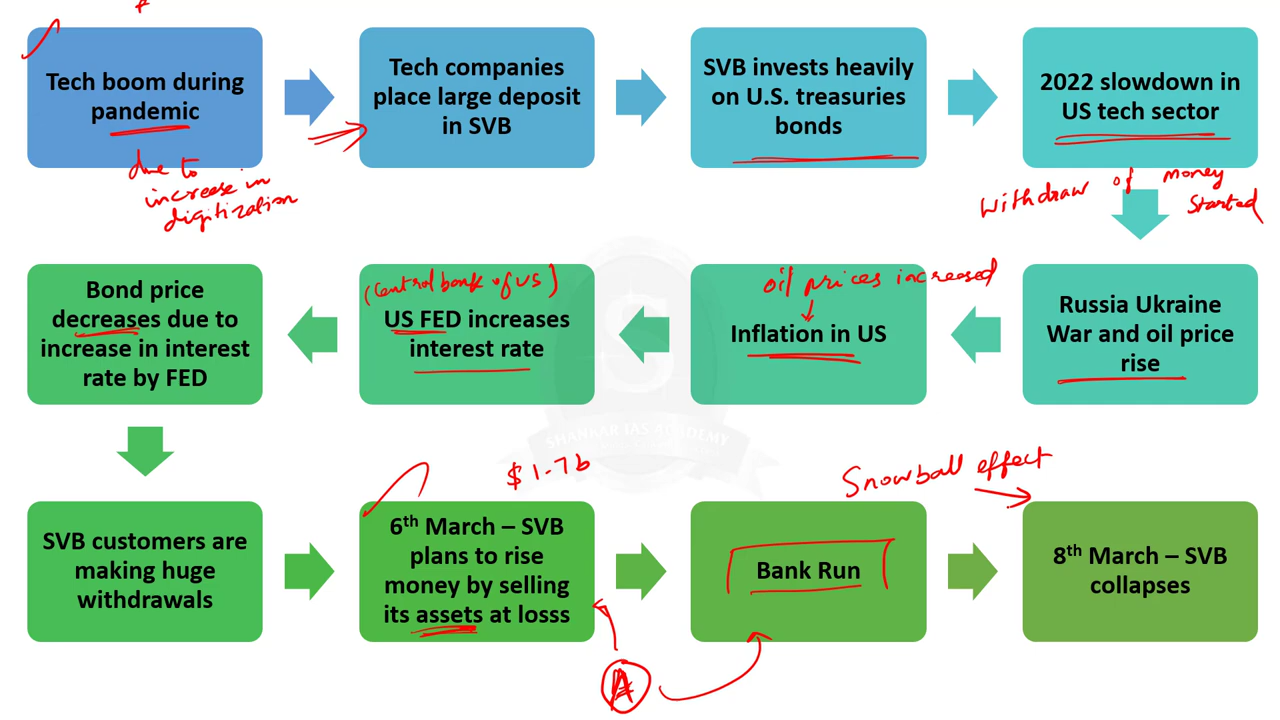 Tech boom during
pandemic
due to
increase in
digitization
Tech companies
place large deposit
in SVB
SVB invests heavily
on U.S. treasuries
bonds
2022 slowdown in
US tech sector
Withdraw of money
started
Russia Ukraine
War and oil price
rise
oil prices increased
Inflation in US
(Central bank of US)
US FED increases
interest rate
Bond price
decreases due to
increase in interest
rate by FED
SHANKAR IAS ACADEMY
SVB customers are
making huge
withdrawals
$1.7b
6th March – SVB
plans to rise
money by selling
its assets at losss
A
Bank Run
Snowball effect
8th March – SVB
collapses